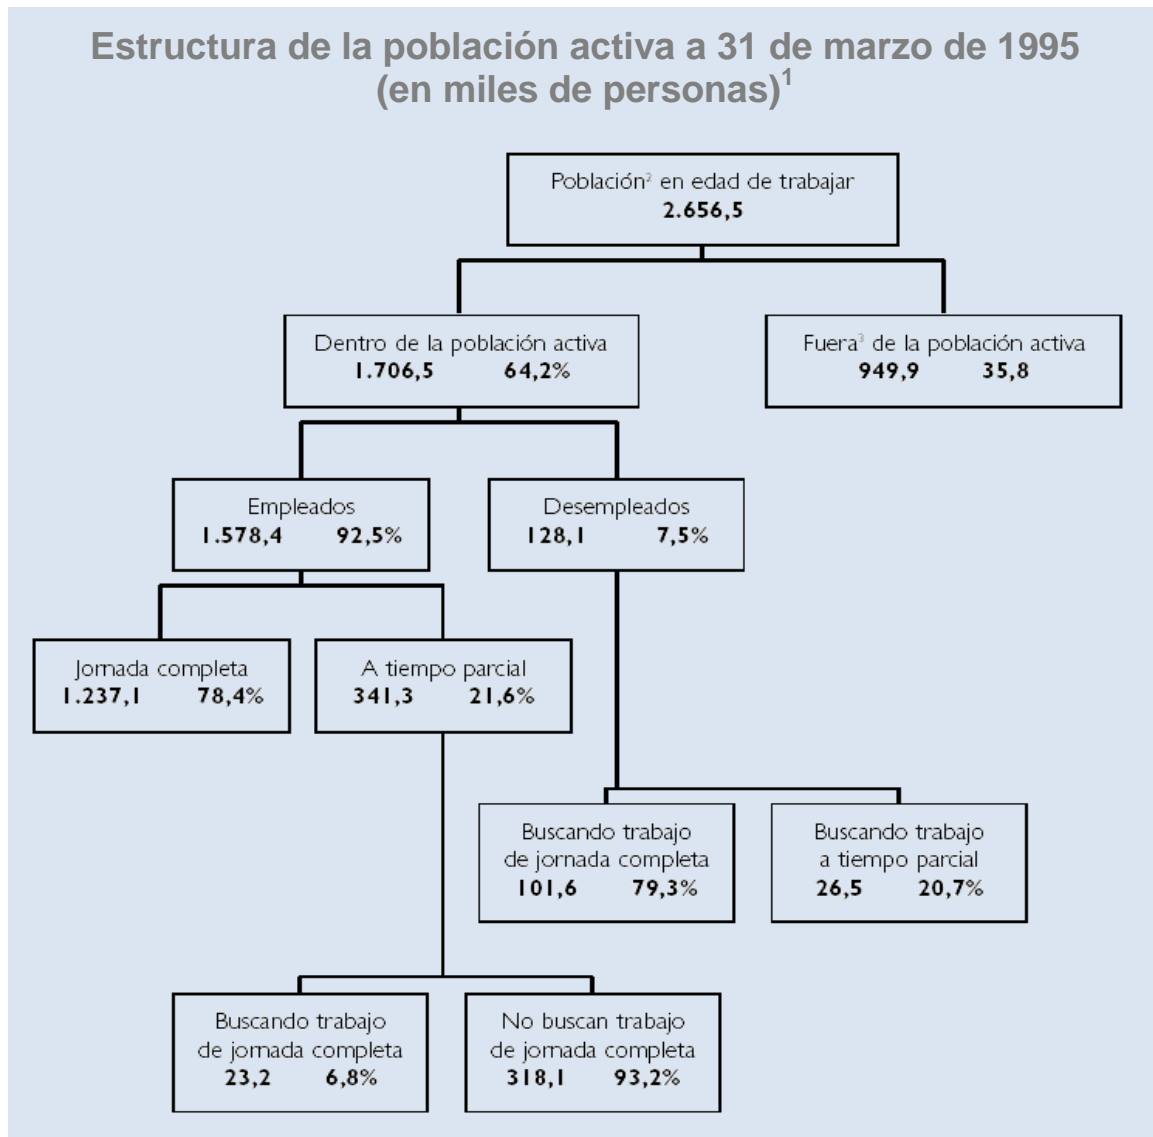 Estructura de la población activa a 31 de marzo de 1995
(en miles de personas)¹
Población² en edad de trabajar
2.656,5
Dentro de la población activa
1.706,5 64,2%
Fuera³ de la población activa
949,9 35,8
Empleados
1.578,4 92,5%
Desempleados
128,1 7,5%
Jornada completa
1.237,1 78,4%
A tiempo parcial
341,3 21,6%
Buscando trabajo
de jornada completa
101,6 79,3%
Buscando trabajo
a tiempo parcial
26,5 20,7%
Buscando trabajo
de jornada completa
23,2 6,8%
No buscan trabajo
de jornada completa
318,1 93,2%